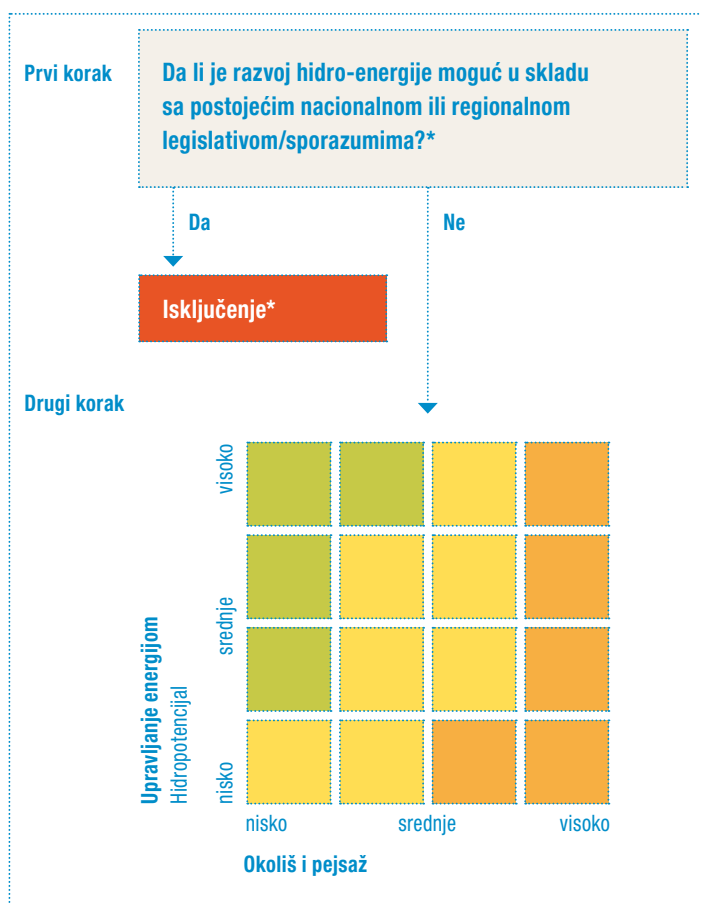 Prvi korak
Da li je razvoj hidro-energije moguć u skladu
sa postojećim nacionalnom ili regionalnom
legislativom/sporazumima?*
Da
Ne
Isključenje*
Drugi korak
visoko
srednje
nisko
Upravljanje energijom
Hidropotencijal
nisko
srednje
visoko
Okoliš i pejsaž